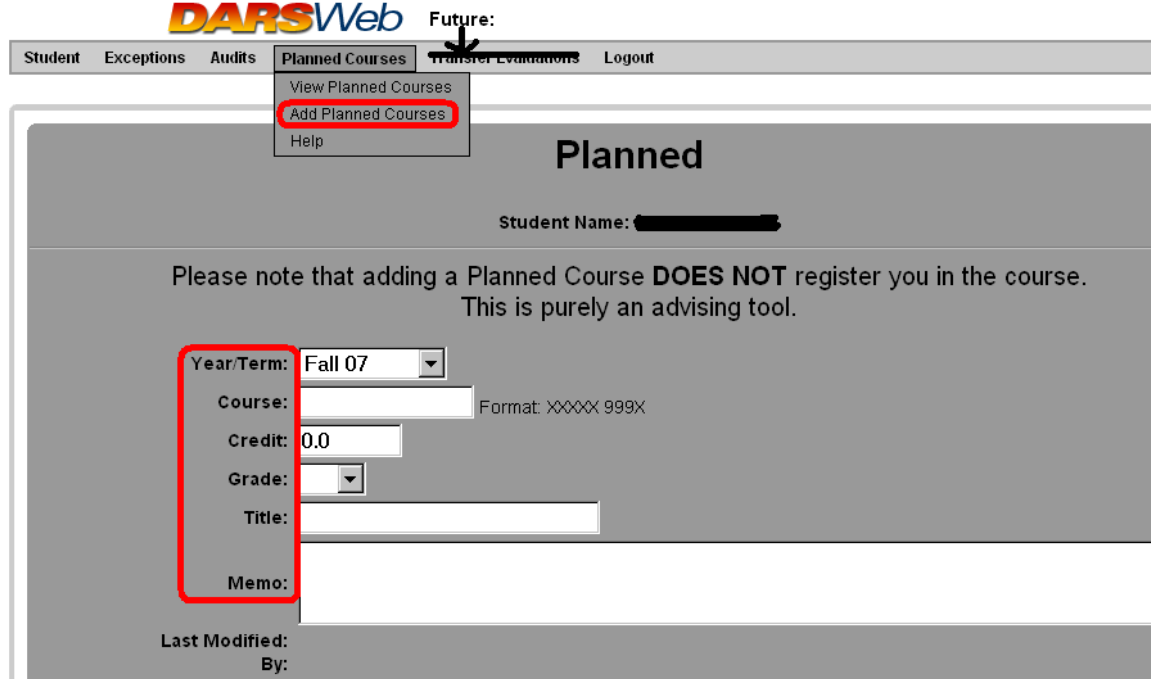 DARSWeb Future:
Student Exceptions Audits Planned Courses Transfer Evaluations Logout
View Planned Courses
Add Planned Courses
Help
Planned
Student Name:
Please note that adding a Planned Course DOES NOT register you in the course.
This is purely an advising tool.
Year/Term: Fall 07
Course: Format: XXXXX 999X
Credit: 0.0
Grade:
Title:
Memo:
Last Modified:
By: